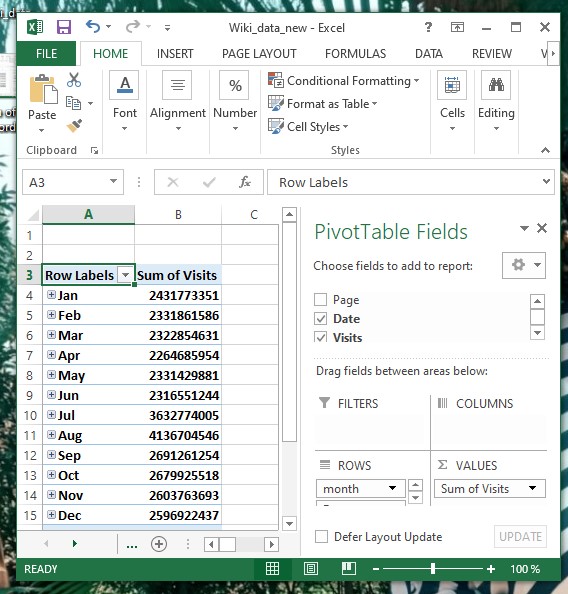 Wiki_data_new - Excel
FILE HOME INSERT PAGE LAYOUT FORMULAS DATA REVIEW
Paste
Font
Alignment
%
Number
Conditional Formatting
Format as Table
Cell Styles
Cells
Editing
Clipboard
Styles
A3
fx
Row Labels
A B C
1
2
3 Row Labels Sum of Visits
4 Jan 2431773351
5 Feb 2331861586
6 Mar 2322854631
7 Apr 2264685954
8 May 2331429881
9 Jun 2316551244
10 Jul 3632774005
11 Aug 4136704546
12 Sep 2691261254
13 Oct 2679925518
14 Nov 2603763693
15 Dec 2596922437
PivotTable Fields
Choose fields to add to report:
Page
Date
Visits
Drag fields between areas below:
FILTERS
COLUMNS
ROWS
Σ VALUES
month
Sum of Visits
Defer Layout Update
UPDATE
...
READY
100 %